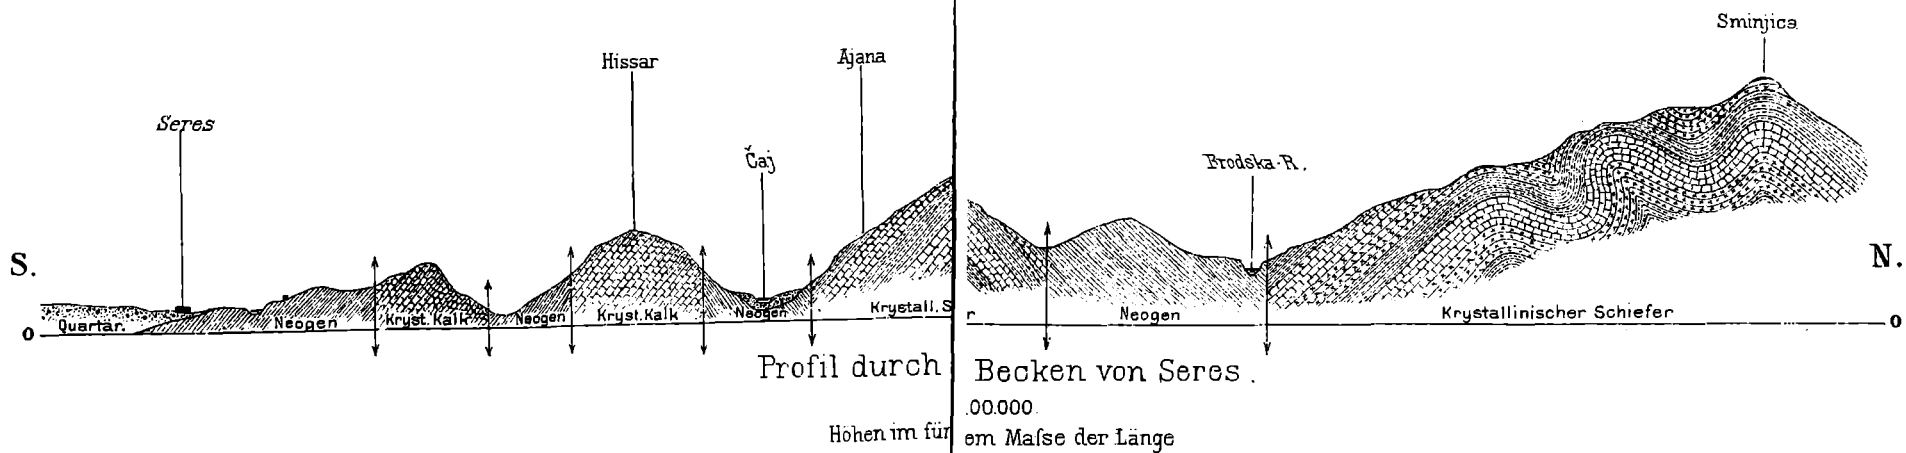 Sminjica.
Hissar
Ajana
Seres
Čaj
Brodska-R.
S.
N.
Quartär.
Neogen
Kryst. Kalk
Neogen
Kryst. Kalk
Neogen
Krystall. S
r
Neogen
Krystallinischer Schiefer
0
0
Profil durch Becken von Seres.
.00.000.
Höhen im fün em Maſse der Länge